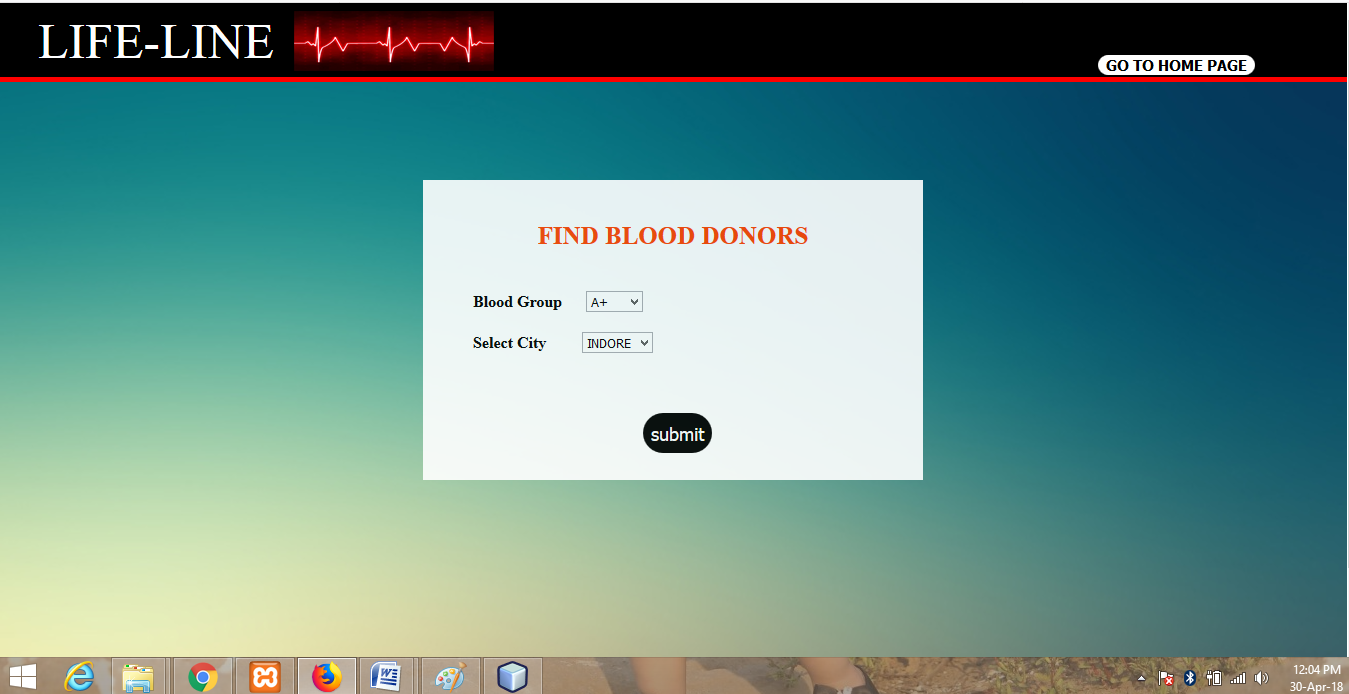 LIFE-LINE
GO TO HOME PAGE
FIND BLOOD DONORS
Blood Group A+
Select City INDORE
submit
12:04 PM
30-Apr-18